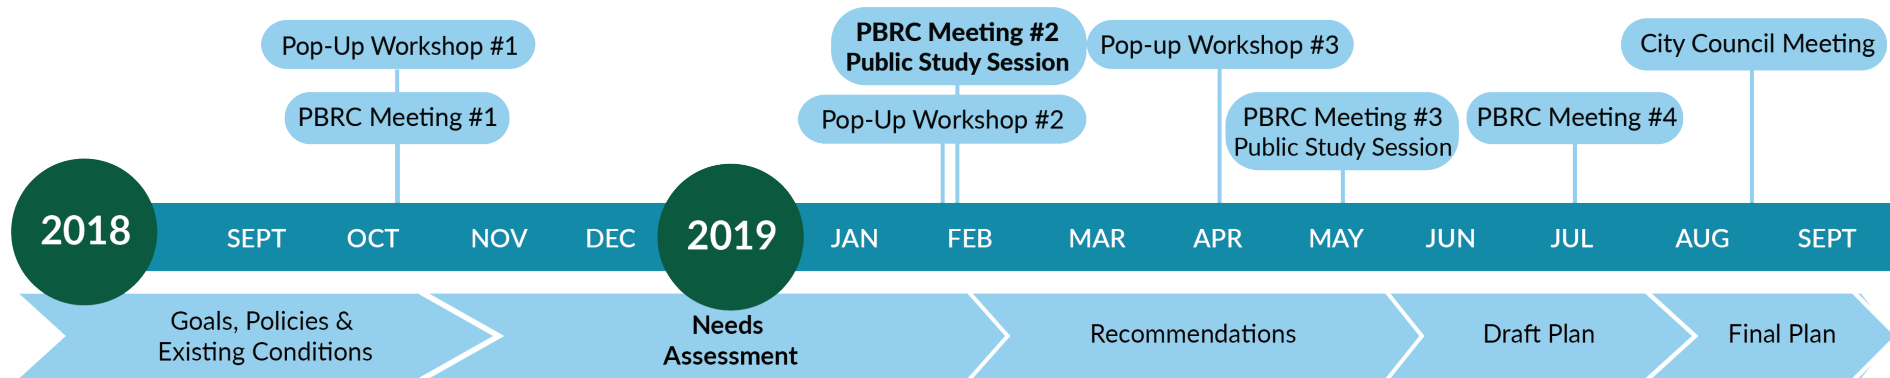 Pop-Up Workshop #1
PBRC Meeting #1
PBRC Meeting #2
Public Study Session
Pop-Up Workshop #2
Pop-up Workshop #3
PBRC Meeting #3
Public Study Session
PBRC Meeting #4
City Council Meeting
2018 SEPT OCT NOV DEC 2019 JAN FEB MAR APR MAY JUN JUL AUG SEPT
Goals, Policies &
Existing Conditions
Needs
Assessment
Recommendations
Draft Plan
Final Plan